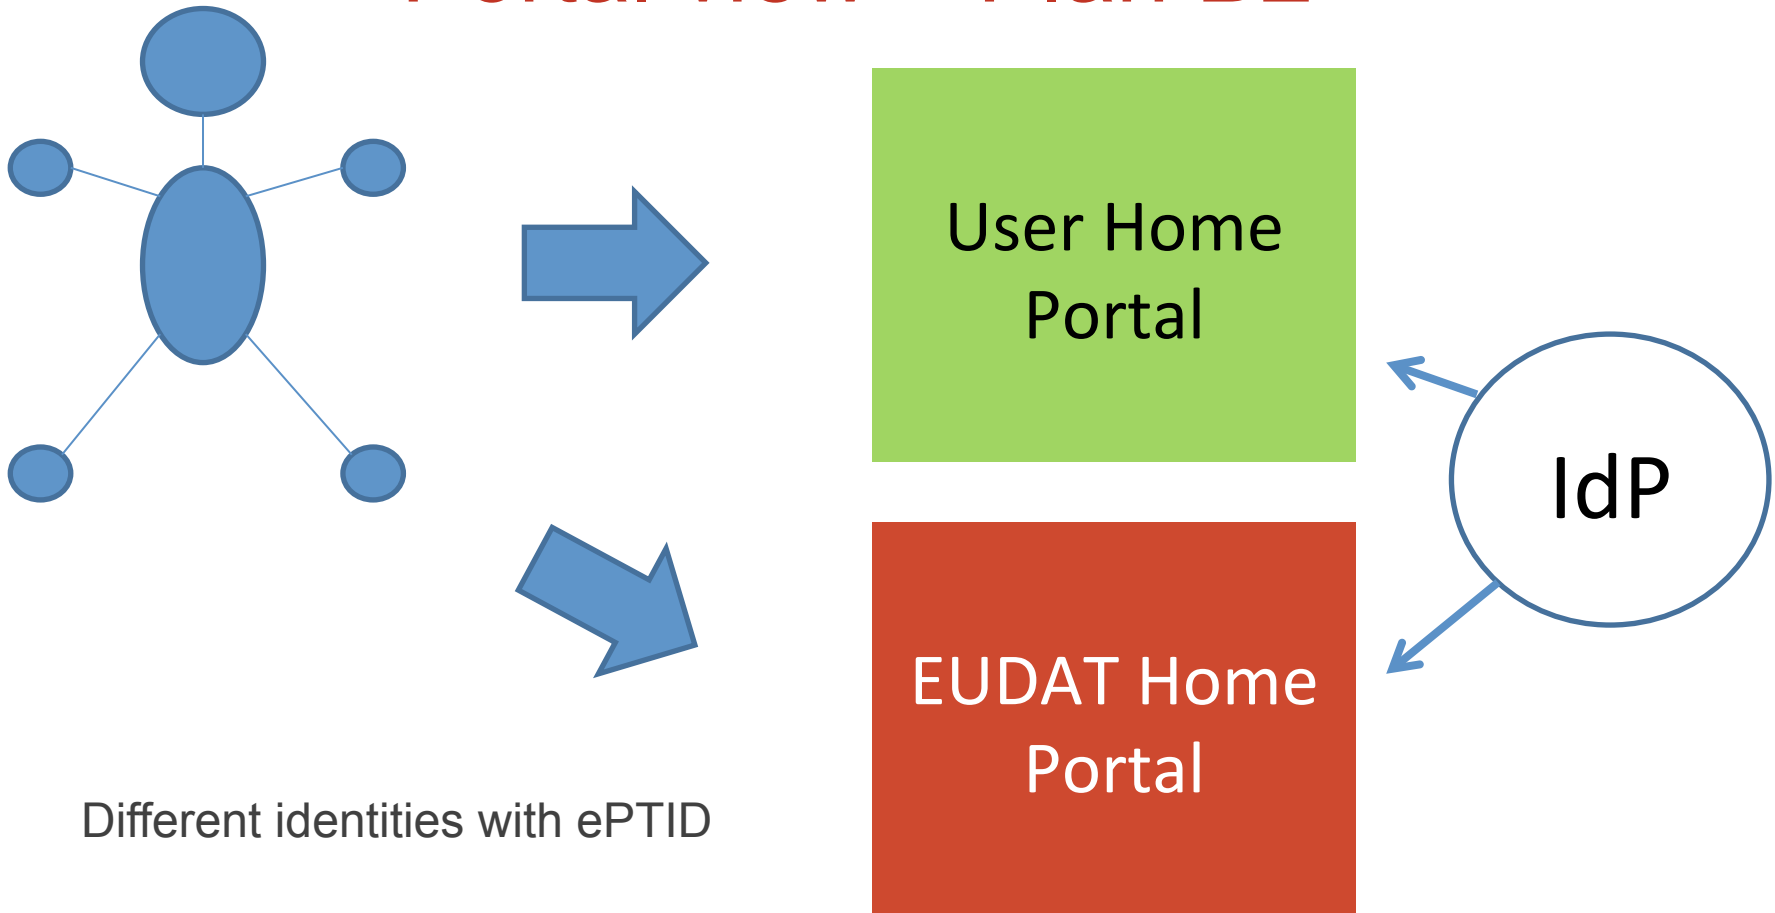 User Home
Portal
IdP
EUDAT Home
Portal
Different identities with ePTID